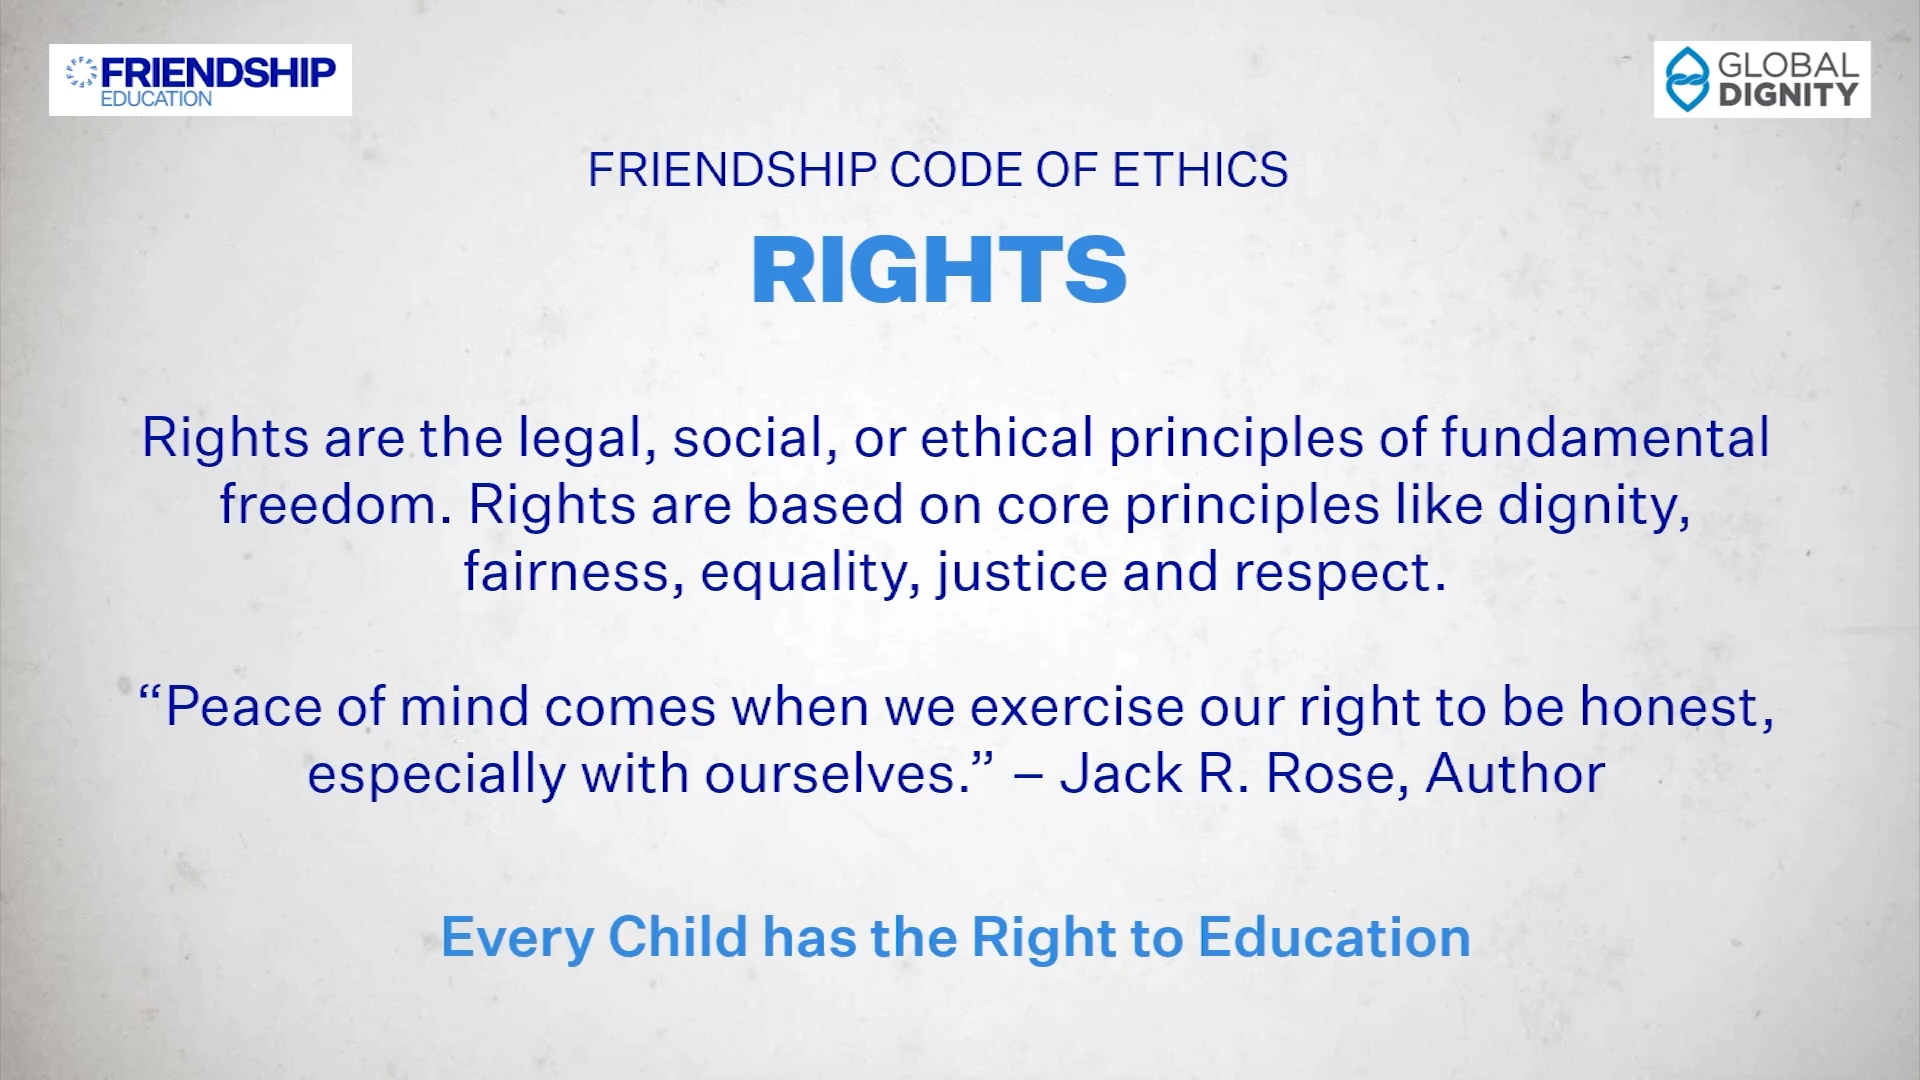 FRIENDSHIP
EDUCATION
GLOBAL
DIGNITY
FRIENDSHIP CODE OF ETHICS
RIGHTS
Rights are the legal, social, or ethical principles of fundamental
freedom. Rights are based on core principles like dignity,
fairness, equality, justice and respect.
“Peace of mind comes when we exercise our right to be honest,
especially with ourselves.” – Jack R. Rose, Author
Every Child has the Right to Education